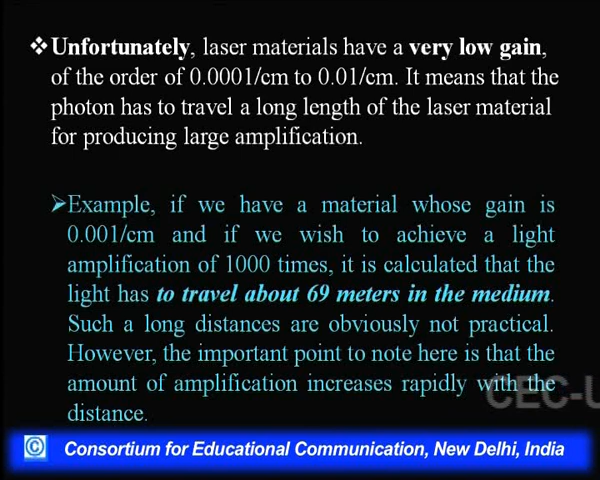 ❖Unfortunately, laser materials have a very low gain,
of the order of 0.0001/cm to 0.01/cm. It means that the
photon has to travel a long length of the laser material
for producing large amplification.
➢Example, if we have a material whose gain is
0.001/cm and if we wish to achieve a light
amplification of 1000 times, it is calculated that the
light has to travel about 69 meters in the medium.
Such a long distances are obviously not practical.
However, the important point to note here is that the
amount of amplification increases rapidly with the
distance.
CEC-U
© Consortium for Educational Communication, New Delhi, India